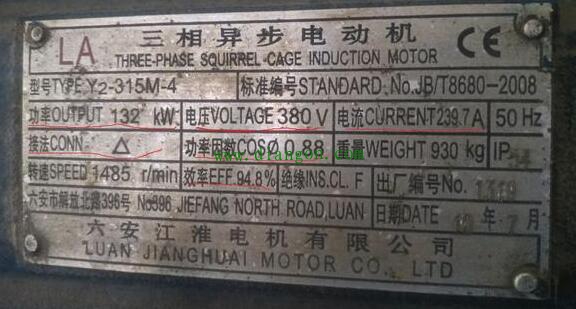 LA 三相异步电动机 CE
THREE-PHASE SQUIRREL-CAGE INDUCTION MOTOR
型号TYPE Y2-315M-4 标准编号STANDARD.No.JB/T8680-2008
功率OUTPUT 132 kW 电压VOLTAGE 380 V 电流CURRENT 239.7 A 50 Hz
接法CONN △ 功率因数COSØ 0.88 重量WEIGHT 930 kg IP
转速SPEED 1485 r/min 效率EFF 94.8% 绝缘INS.CL. F 出厂编号No.
六安市解放北路396号 No396 JIEFANG NORTH ROAD,LUAN 日期DATE 年 7 月
六安江淮电机有限公司
LUAN JIANGHUAI MOTOR CO., LTD